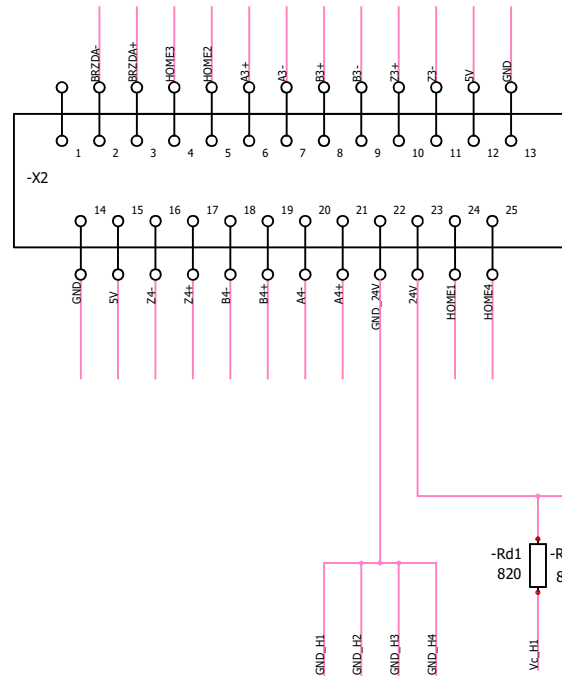 BRZDA-
BRZDA+
HOME3
HOME2
A3+
A3-
B3+
B3-
Z3+
Z3-
5V
GND
1
2
3
4
5
6
7
8
9
10
11
12
13
-X2
14
15
16
17
18
19
20
21
22
23
24
25
GND
5V
Z4-
Z4+
B4-
B4+
A4-
A4+
GND_24V
24V
HOME1
HOME4
-Rd1
-R
820
8
GND_H1
GND_H2
GND_H3
GND_H4
Vc_H1